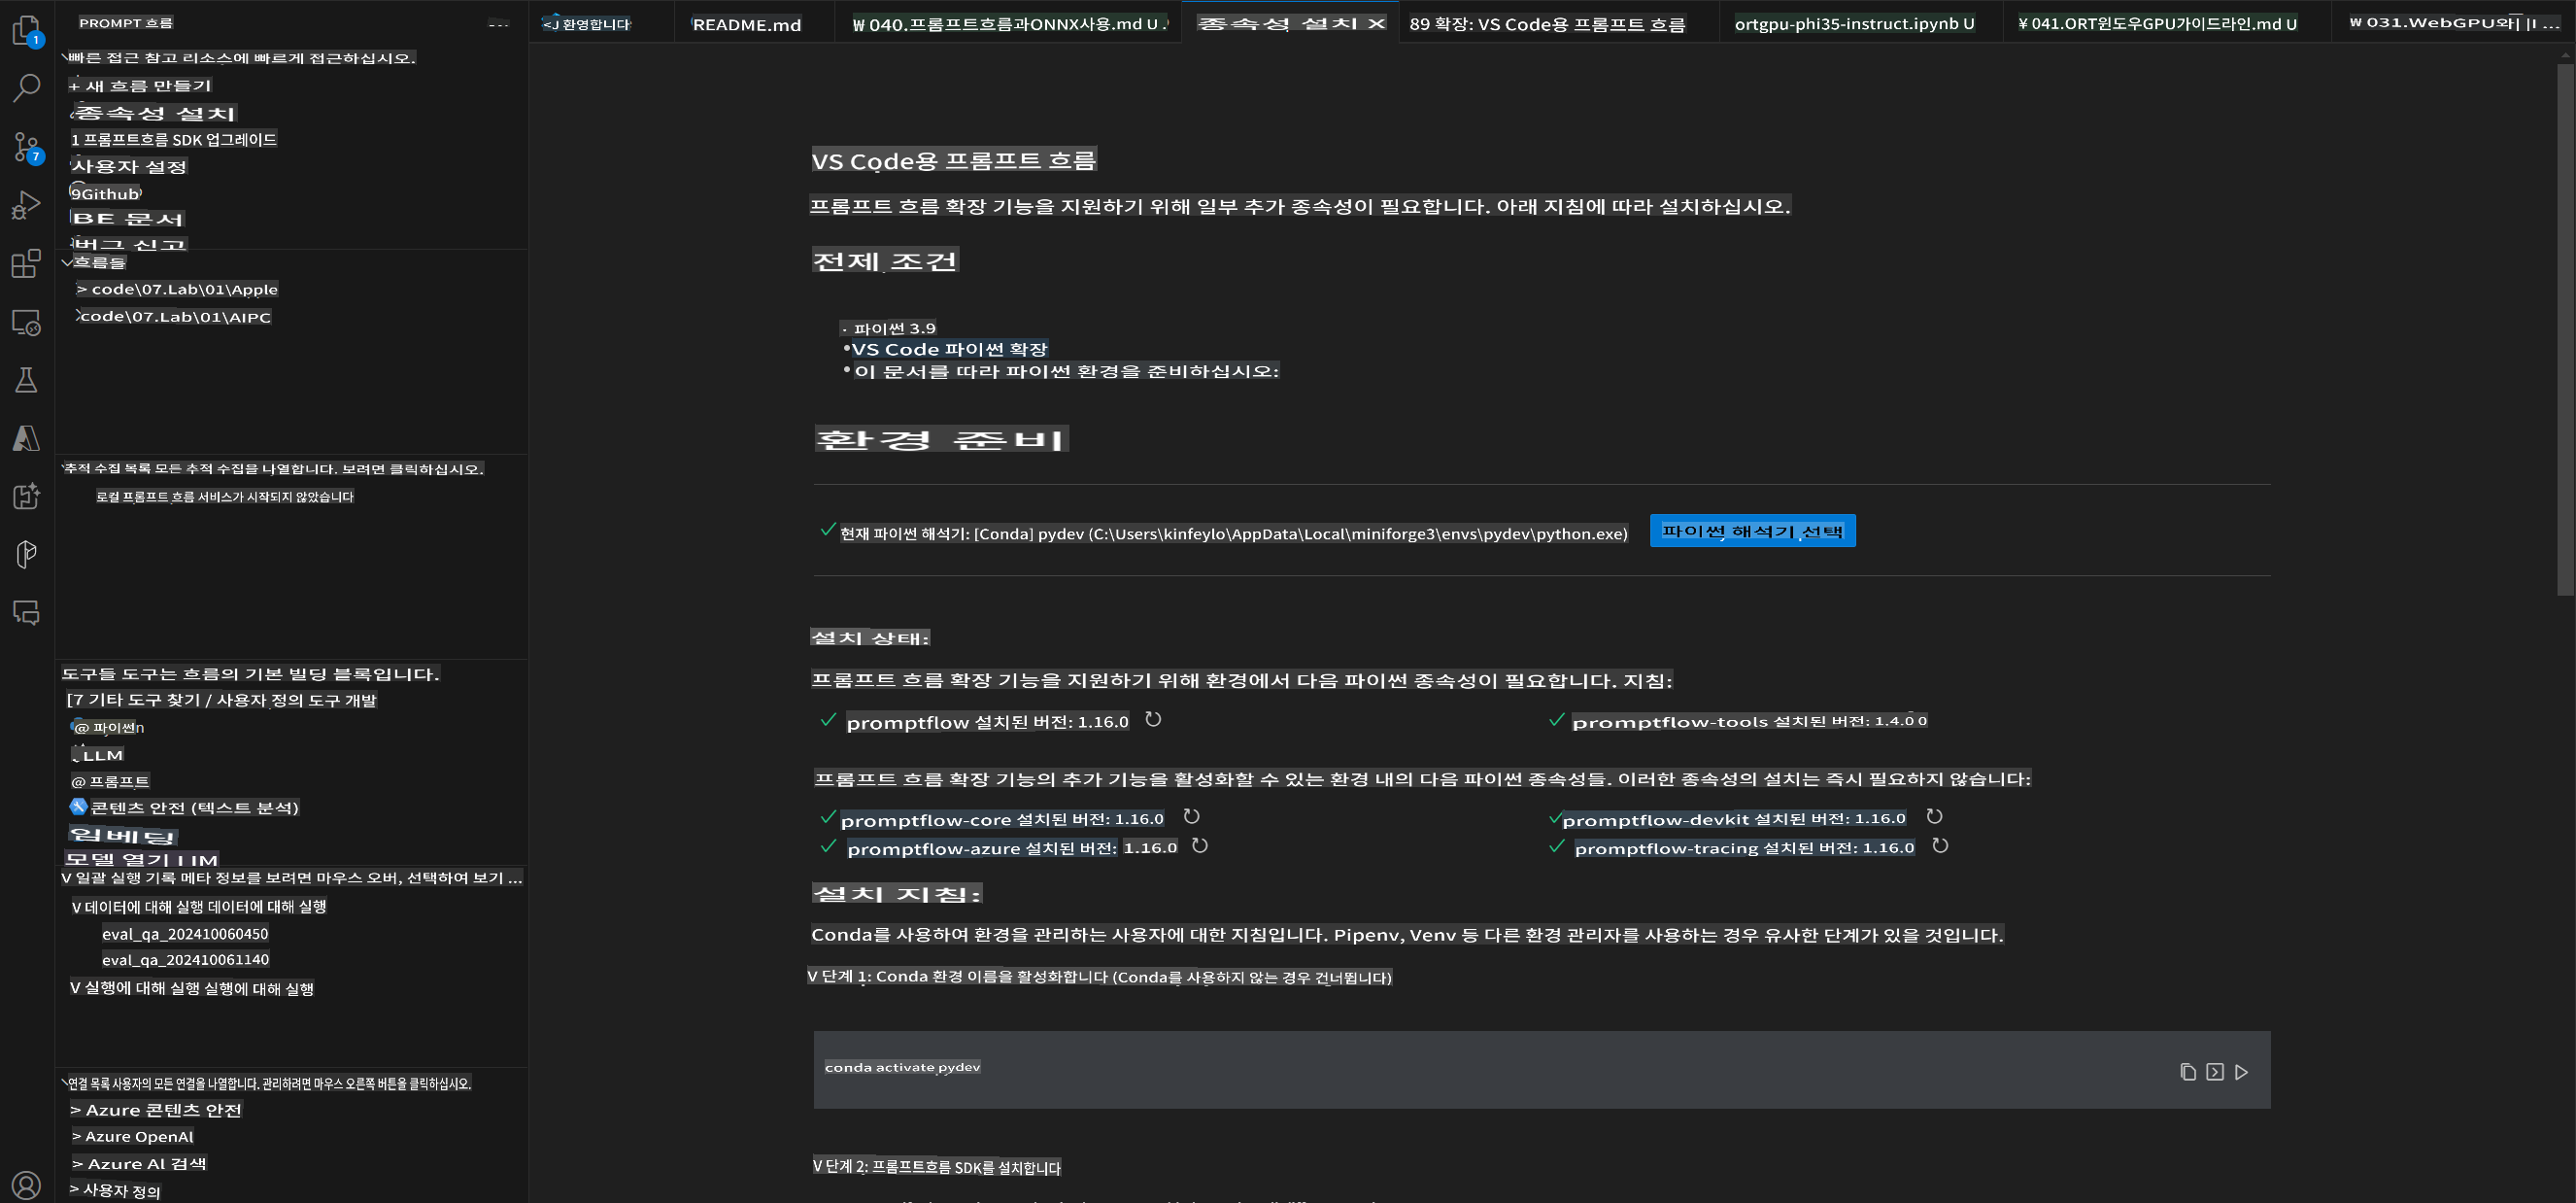 PROMPT 흐름
환영합니다
README.md
₩ 040.프롬프트흐름과ONNX사용.md U
종속성 설치 X
89 확장: VS Code용 프롬프트 흐름
ortgpu-phi35-instruct.ipynb U
¥ 041.ORT윈도우GPU가이드라인.md U
₩ 031.WebGPU와
빠른 접근 참고 리소스에 빠르게 접근하십시오.
+ 새 흐름 만들기
종속성 설치
1 프롬프트흐름 SDK 업그레이드
사용자 설정
9Github
BE 문서
버그 신고
흐름들
> code\07.Lab\01\Apple
code\07.Lab\01\AIPC
추적 수집 목록 모든 추적 수집을 나열합니다. 보려면 클릭하십시오.
로컬 프롬프트 흐름 서비스가 시작되지 않았습니다
도구들 도구는 흐름의 기본 빌딩 블록입니다.
[7 기타 도구 찾기 / 사용자 정의 도구 개발
@ 파이썬
LLM
@ 프롬프트
콘텐츠 안전 (텍스트 분석)
임베딩
모델 열기 LLM
V 일괄 실행 기록 메타 정보를 보려면 마우스 오버, 선택하여 보기 ...
V 데이터에 대해 실행 데이터에 대해 실행
eval_qa_202410060450
eval_qa_202410061140
V 실행에 대해 실행 실행에 대해 실행
연결 목록 사용자의 모든 연결을 나열합니다. 관리하려면 마우스 오른쪽 버튼을 클릭하십시오.
> Azure 콘텐츠 안전
> Azure OpenAI
> Azure Al 검색
> 사용자 정의
VS Code용 프롬프트 흐름
프롬프트 흐름 확장 기능을 지원하기 위해 일부 추가 종속성이 필요합니다. 아래 지침에 따라 설치하십시오.
전제 조건
· 파이썬 3.9
• VS Code 파이썬 확장
• 이 문서를 따라 파이썬 환경을 준비하십시오:
환경 준비
현재 파이썬 해석기: [Conda] pydev (C:\Users\kinfeylo\AppData\Local\miniforge3\envs\pydev\python.exe)
파이썬 해석기 선택
설치 상태:
프롬프트 흐름 확장 기능을 지원하기 위해 환경에서 다음 파이썬 종속성이 필요합니다. 지침:
promptflow 설치된 버전: 1.16.0
promptflow-tools 설치된 버전: 1.4.0 0
프롬프트 흐름 확장 기능의 추가 기능을 활성화할 수 있는 환경 내의 다음 파이썬 종속성들. 이러한 종속성의 설치는 즉시 필요하지 않습니다:
promptflow-core 설치된 버전: 1.16.0
promptflow-devkit 설치된 버전: 1.16.0
promptflow-azure 설치된 버전: 1.16.0
promptflow-tracing 설치된 버전: 1.16.0
설치 지침:
Conda를 사용하여 환경을 관리하는 사용자에 대한 지침입니다. Pipenv, Venv 등 다른 환경 관리자를 사용하는 경우 유사한 단계가 있을 것입니다.
V 단계 1: Conda 환경 이름을 활성화합니다 (Conda를 사용하지 않는 경우 건너뜁니다)
conda activate pydev
V 단계 2: 프롬프트흐름 SDK를 설치합니다